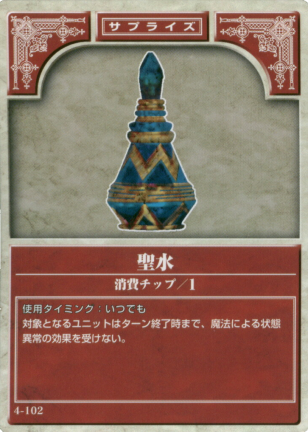 サプライズ
聖水
消費チップ／1
使用タイミング：いつでも
対象となるユニットはターン終了時まで、魔法による状態
異常の効果を受けない。
4-102